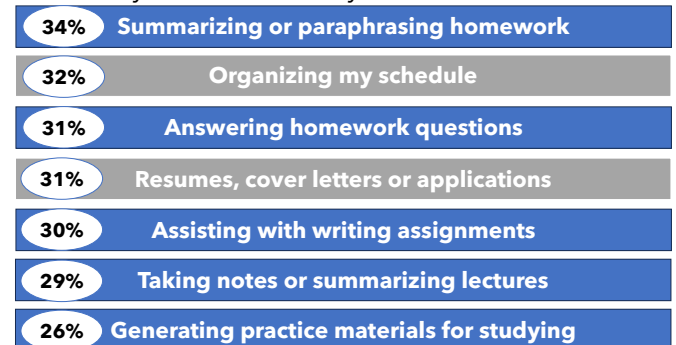 34% Summarizing or paraphrasing homework
32% Organizing my schedule
31% Answering homework questions
31% Resumes, cover letters or applications
30% Assisting with writing assignments
29% Taking notes or summarizing lectures
26% Generating practice materials for studying